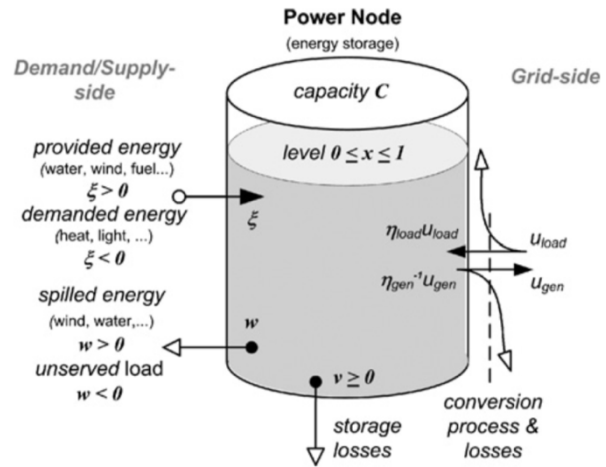 Power Node
(energy storage)
Demand/Supply-
side
Grid-side
capacity C
level 0 ≤ x ≤ 1
provided energy
(water, wind, fuel...)
ξ > 0
demanded energy
(heat, light, ...)
ξ < 0
ξ
η_load u_load
u_load
η_gen⁻¹ u_gen
u_gen
spilled energy
(wind, water,...)
w > 0
unserved load
w < 0
w
v ≥ 0
storage
losses
conversion
process &
losses